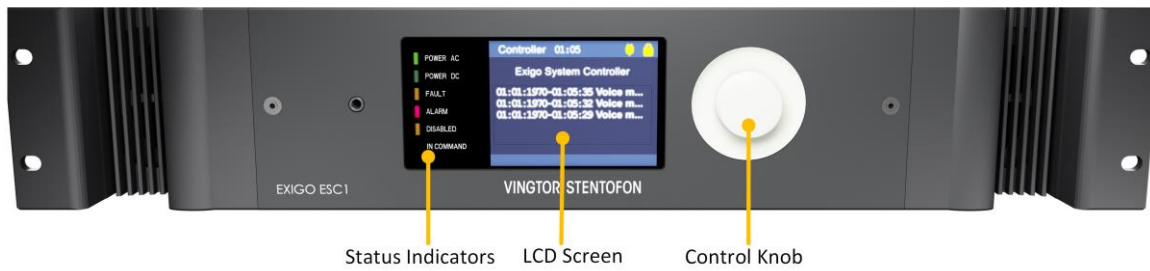 POWER AC
POWER DC
FAULT
ALARM
DISABLED
IN COMMAND
Controller 01:05
Exigo System Controller
01:01:1970-01:05:35 Voice m...
01:01:1970-01:05:32 Voice m...
01:01:1970-01:05:29 Voice m...
EXIGO ESC1
VINGTOR STENTOFON
Status Indicators
LCD Screen
Control Knob